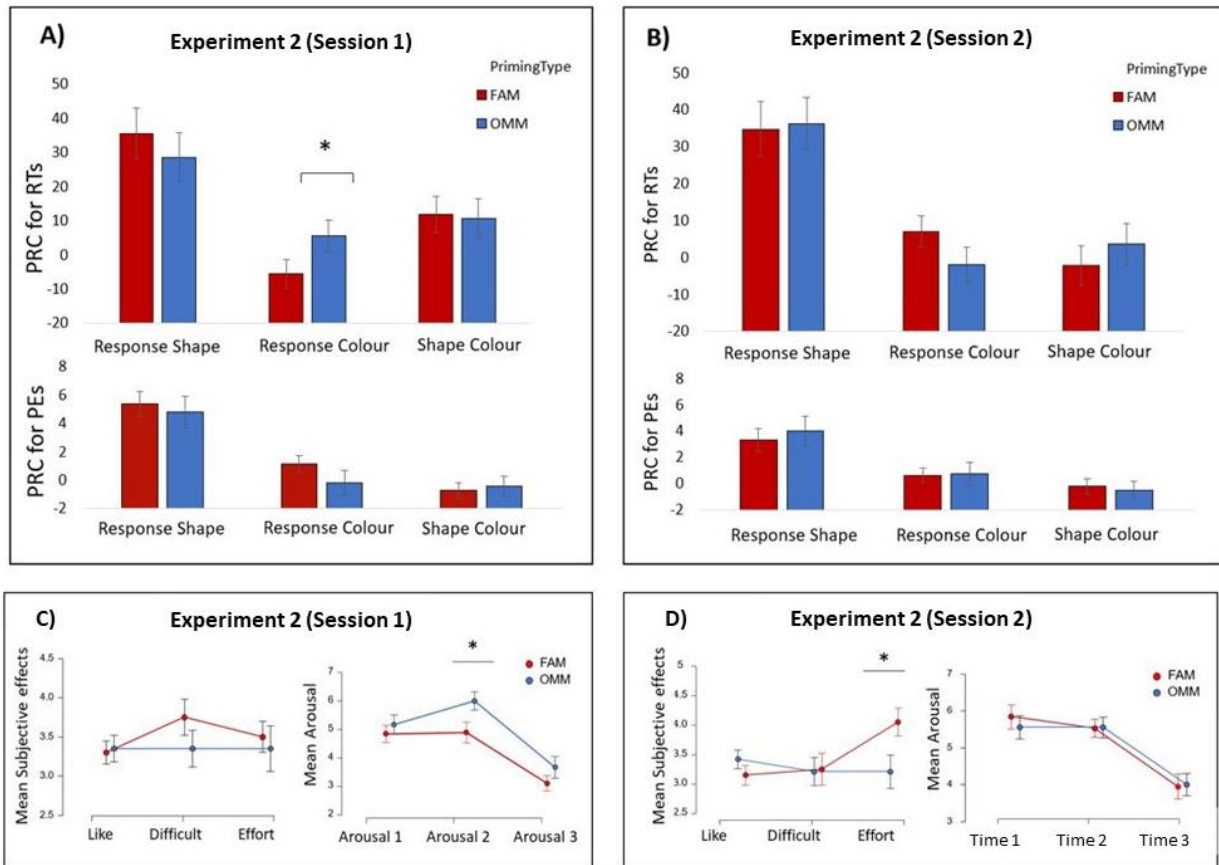 A)
Experiment 2 (Session 1)
PrimingType
FAM
OMM
PRC for RTs
50
40
30
20
10
0
-10
-20
*
Response Shape Response Colour Shape Colour
PRC for PEs
8
6
4
2
0
-2
Response Shape Response Colour Shape Colour
B)
Experiment 2 (Session 2)
PrimingType
FAM
OMM
PRC for RTs
50
40
30
20
10
0
-10
-20
Response Shape Response Colour Shape Colour
PRC for PEs
8
6
4
2
0
-2
Response Shape Response Colour Shape Colour
C)
Experiment 2 (Session 1)
Mean Subjective effects
4.5
4.0
3.5
3.0
2.5
Like Difficult Effort
*
FAM
OMM
Mean Arousal
7
6
5
4
3
2
Arousal 1 Arousal 2 Arousal 3
D)
Experiment 2 (Session 2)
Mean Subjective effects
5
4.5
4.0
3.5
3.0
2.5
*
Like Difficult Effort
FAM
OMM
Mean Arousal
7
6
5
4
3
Time 1 Time 2 Time 3